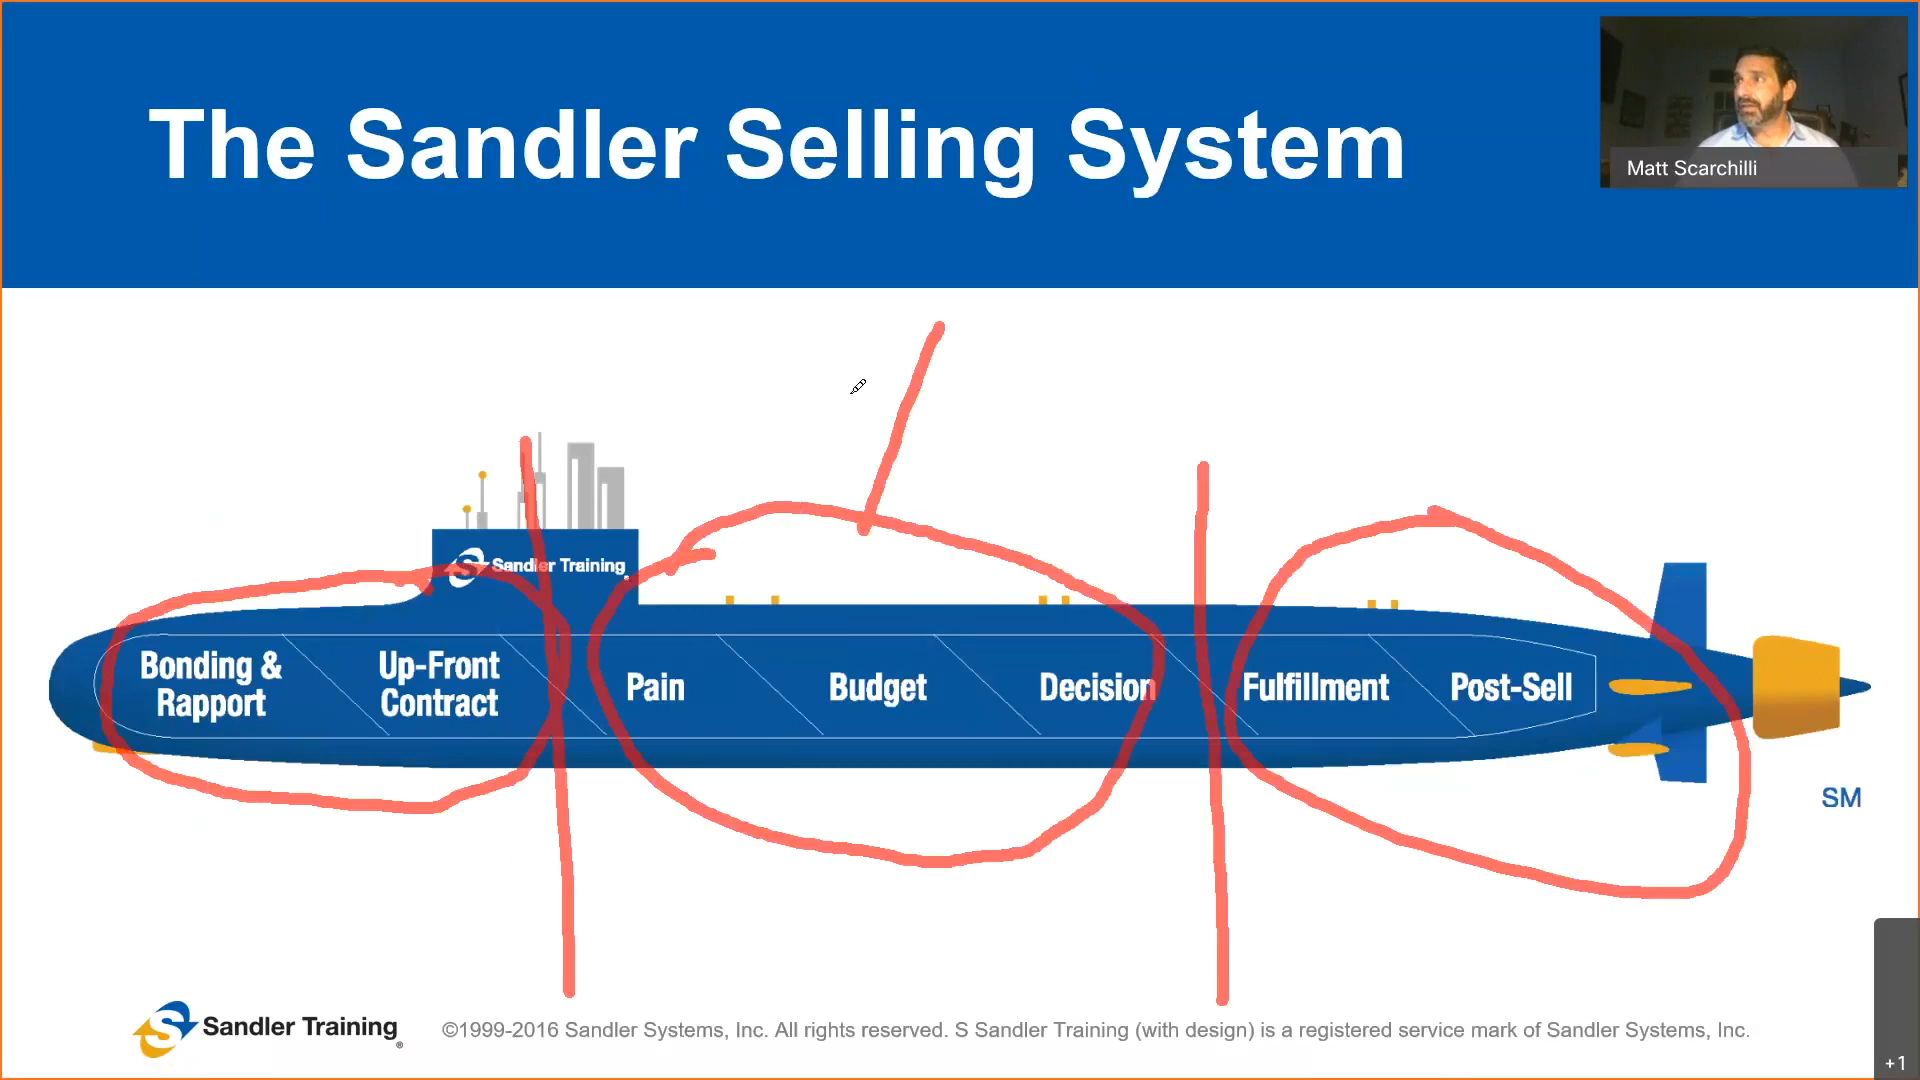 The Sandler Selling System
Matt Scarchilli
Sandler Training
Bonding &
Rapport
Up-Front
Contract
Pain
Budget
Decision
Fulfillment
Post-Sell
SM
Sandler Training®
©1999-2016 Sandler Systems, Inc. All rights reserved. S Sandler Training (with design) is a registered service mark of Sandler Systems, Inc.
+1